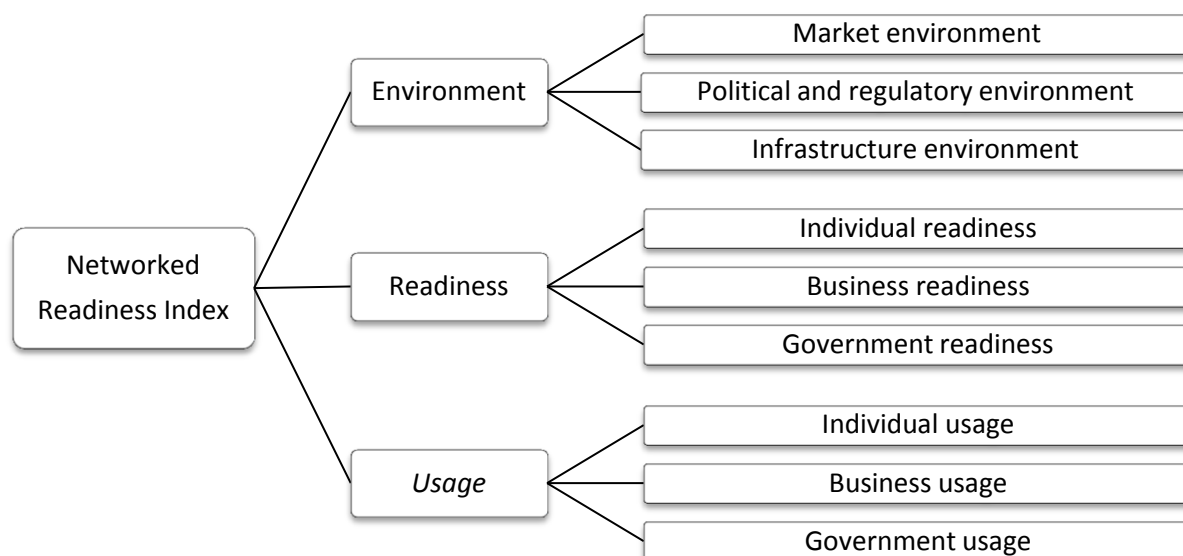 Market environment
Environment
Political and regulatory environment
Infrastructure environment
Individual readiness
Networked
Readiness Index
Readiness
Business readiness
Government readiness
Individual usage
Usage
Business usage
Government usage